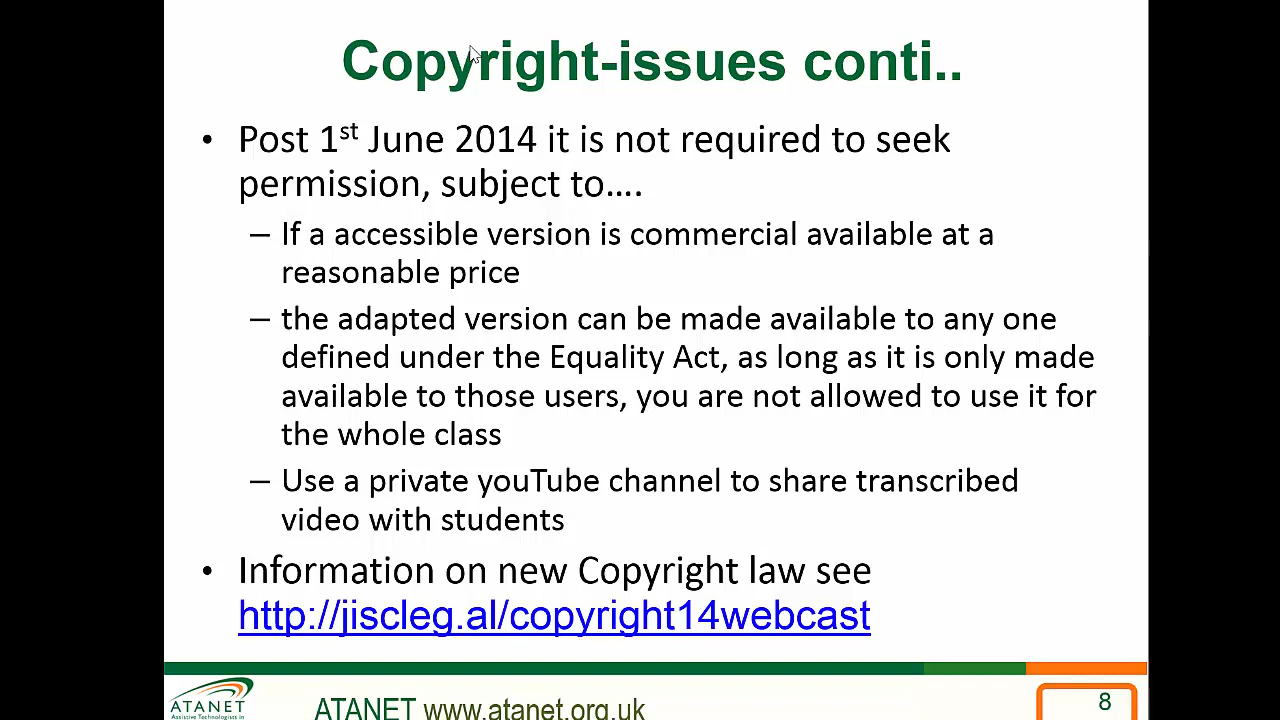 Copyright-issues conti..
• Post 1st June 2014 it is not required to seek
permission, subject to….
– If a accessible version is commercial available at a
reasonable price
– the adapted version can be made available to any one
defined under the Equality Act, as long as it is only made
available to those users, you are not allowed to use it for
the whole class
– Use a private youTube channel to share transcribed
video with students
• Information on new Copyright law see
http://jiscleg.al/copyright14webcast
ATANET
Assistive Technologists in
ATANET www.atanet.org.uk
8